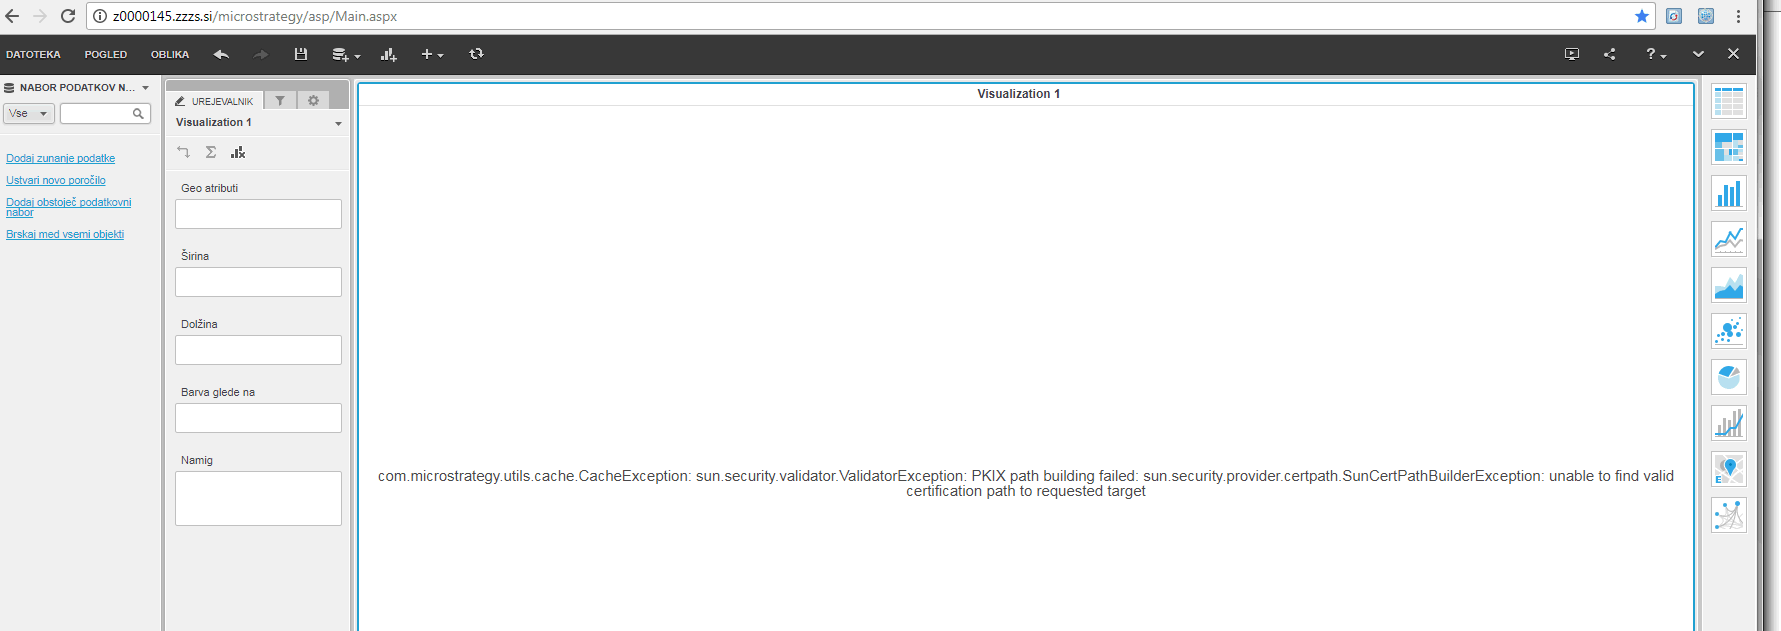 z0000145.zzzs.si/microstrategy/asp/Main.aspx
DATOTEKA POGLED OBLIKA ?
NABOR PODATKOV N...
Vse
Dodaj zunanje podatke
Ustvari novo poročilo
Dodaj obstoječ podatkovni
nabor
Brskaj med vsemi objekti
UREJEVALNIK
Visualization 1
Geo atributi
Širina
Dolžina
Barva glede na
Namig
Visualization 1
com.microstrategy.utils.cache.CacheException: sun.security.validator.ValidatorException: PKIX path building failed: sun.security.provider.certpath.SunCertPathBuilderException: unable to find valid
certification path to requested target
E